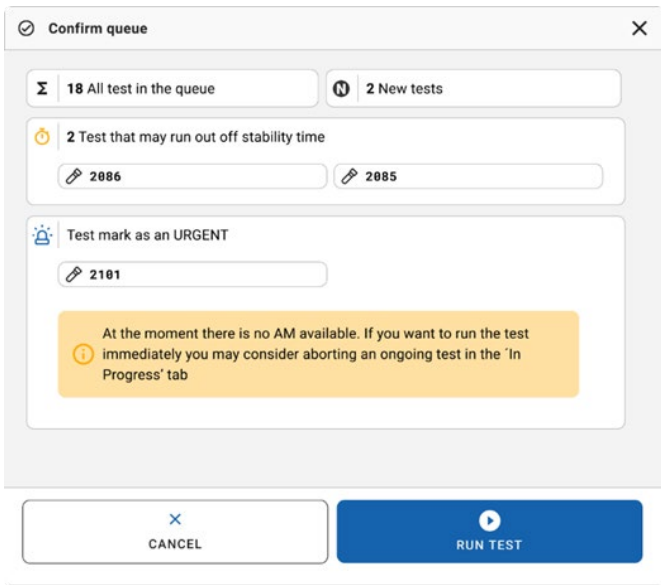 Confirm queue
Σ 18 All test in the queue
N 2 New tests
2 Test that may run out off stability time
2086
2085
Test mark as an URGENT
2101
At the moment there is no AM available. If you want to run the test
immediately you may consider aborting an ongoing test in the ´In
Progress' tab
CANCEL
RUN TEST